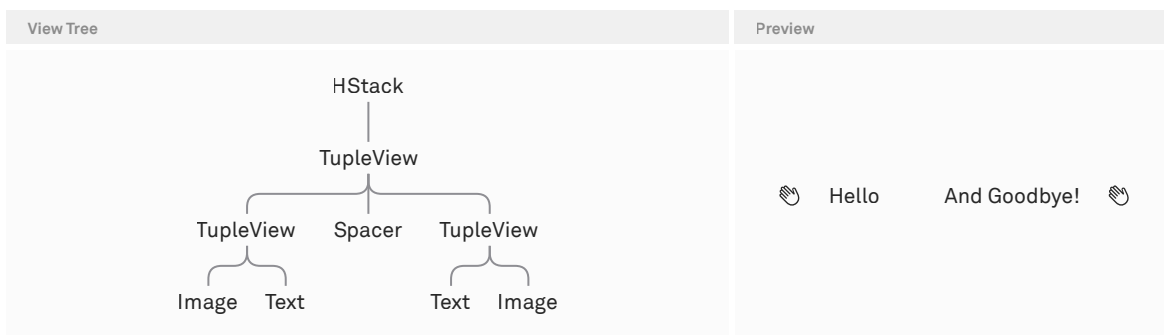 View Tree
Preview
HStack
TupleView
TupleView Spacer TupleView
Image Text Text Image
👋 Hello And Goodbye! 👋